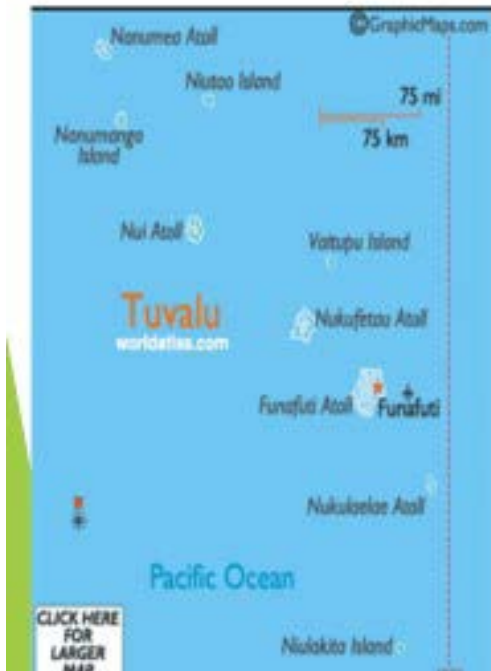 ©GraphicMaps.com
Nanumea Atoll
Niutao Island
75 mi
75 km
Nanumanga
Island
Nui Atoll
Vaitupu Island
Tuvalu
worldatlas.com
Nukufetau Atoll
Funafuti Atoll
Funafuti
Nukulaelae Atoll
Pacific Ocean
CLICK HERE
FOR
LARGER
MAP
Niulakita Island